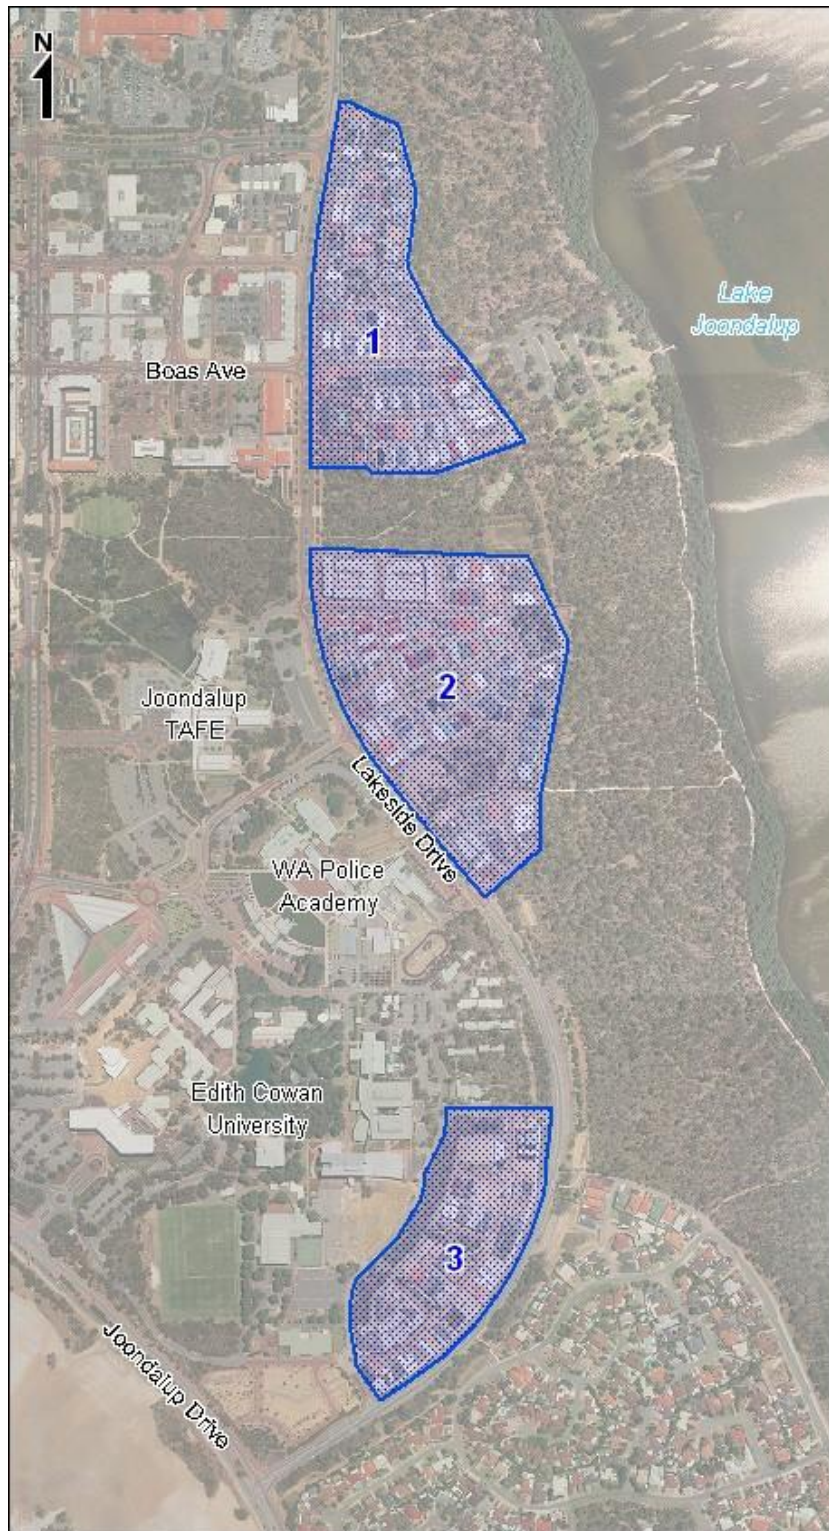 N
Lake
Joondalup
1
Boas Ave
2
Joondalup
TAFE
Lakeside Drive
WA Police
Academy
Edith Cowan
University
3
Joondalup Drive